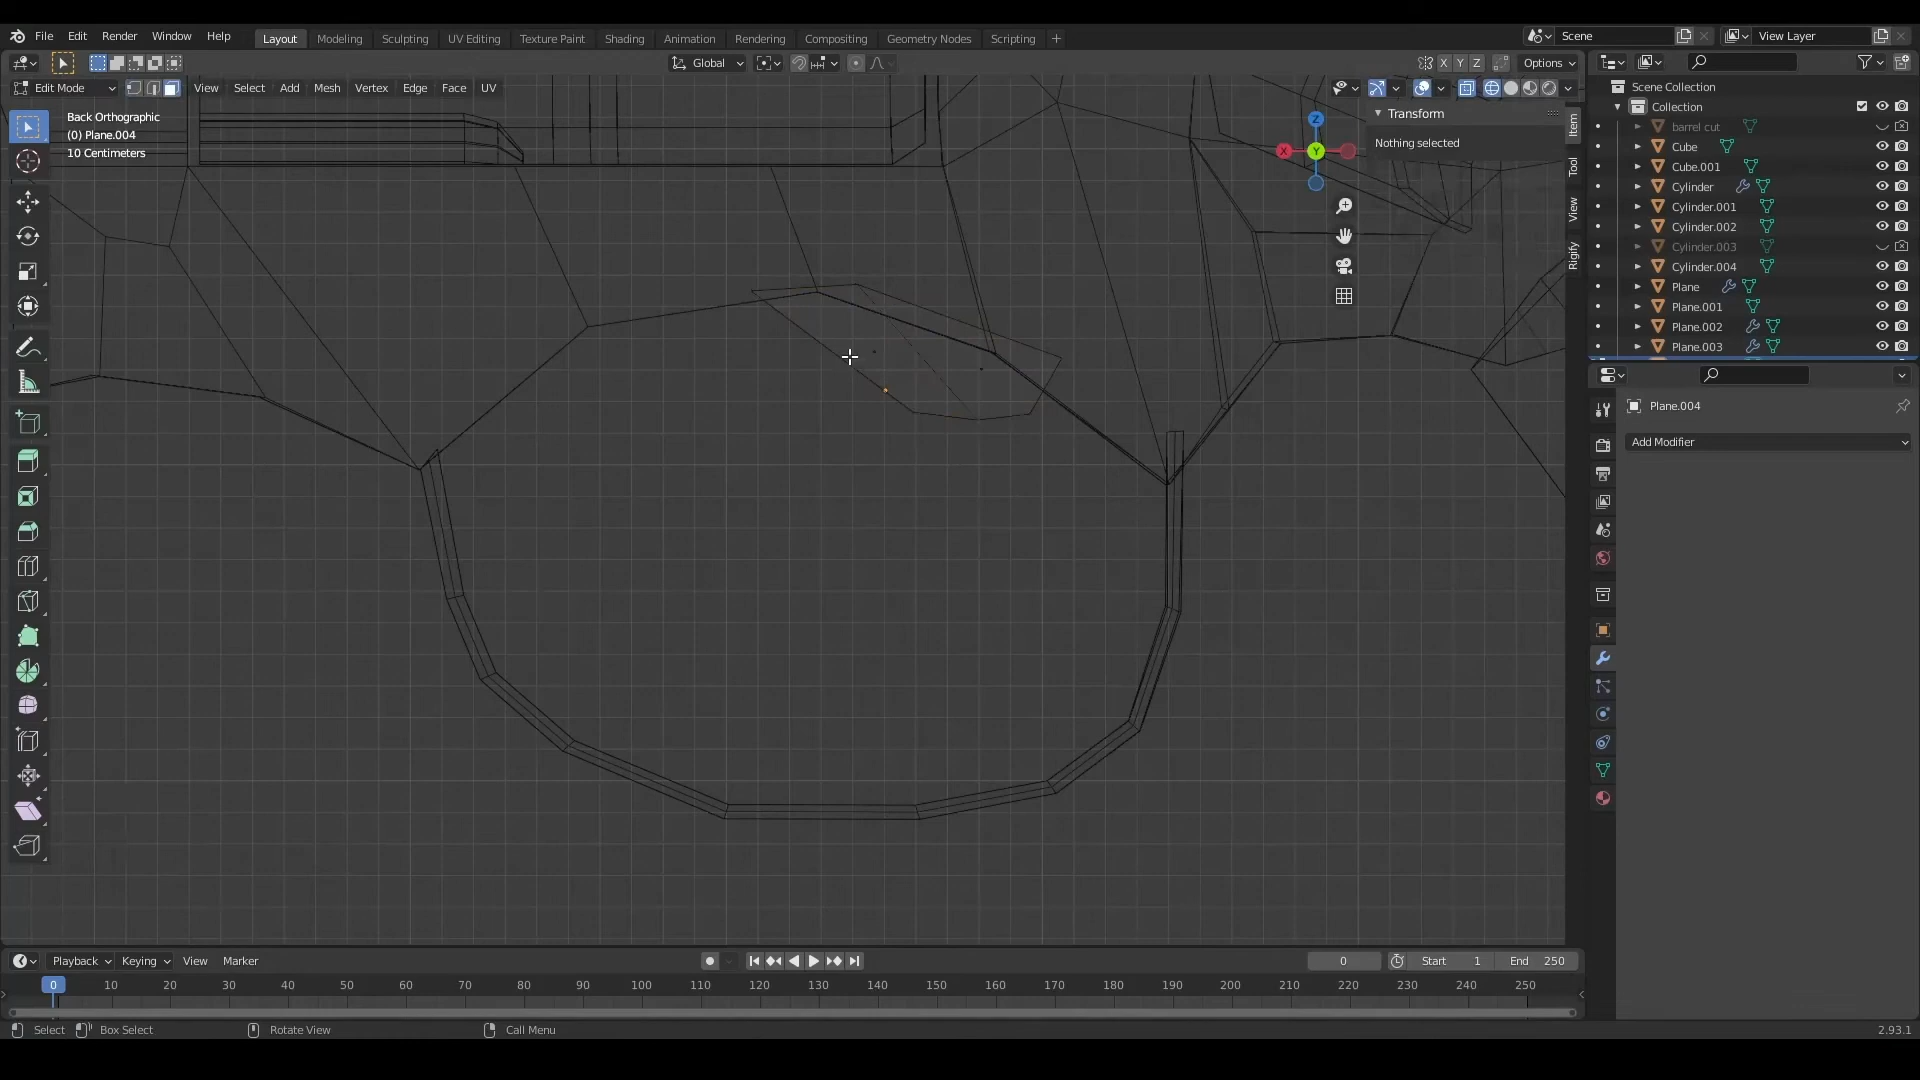 File Edit Render Window Help Layout Modeling Sculpting UV Editing Texture Paint Shading Animation Rendering Compositing Geometry Nodes Scripting + Scene View Layer
Global X Y Z Options
Edit Mode View Select Add Mesh Vertex Edge Face UV
Back Orthographic
(0) Plane.004
10 Centimeters
Transform
Nothing selected
Item
Tool
View
Rigify
Z
X
Y
Scene Collection
Collection
barrel cut
Cube
Cube.001
Cylinder
Cylinder.001
Cylinder.002
Cylinder.003
Cylinder.004
Plane
Plane.001
Plane.002
Plane.003
Plane.004
Add Modifier
Playback Keying View Marker 0 Start 1 End 250
0 10 20 30 40 50 60 70 80 90 100 110 120 130 140 150 160 170 180 190 200 210 220 230 240 250
Select Box Select Rotate View Call Menu 2.93.1